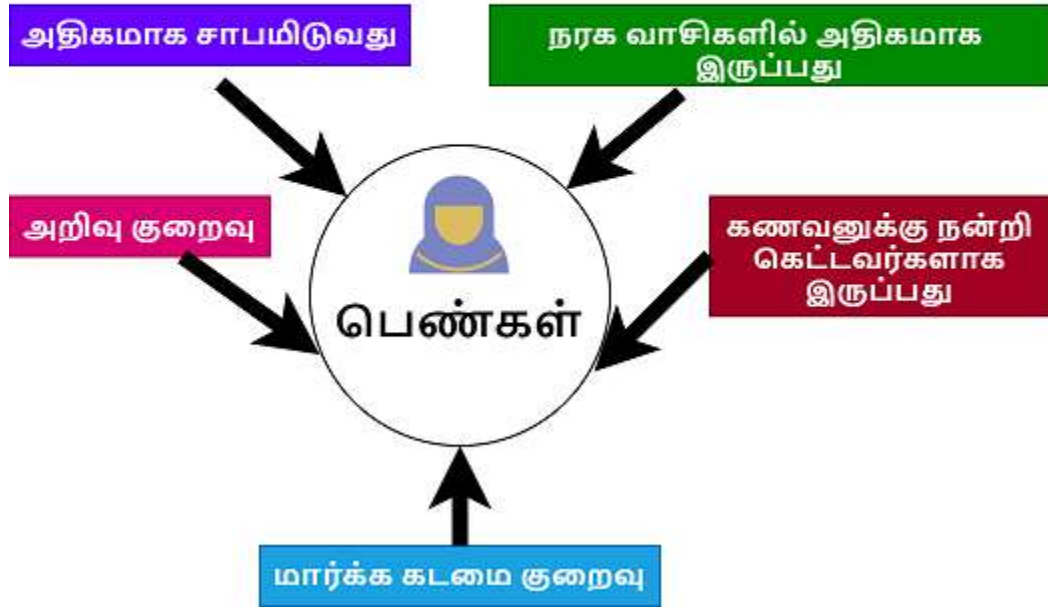 அதிகமாக சாபமிடுவது
நரக வாசிகளில் அதிகமாக
இருப்பது
அறிவு குறைவு
கணவனுக்கு நன்றி
கெட்டவர்களாக
இருப்பது
பெண்கள்
மார்க்க கடமை குறைவு